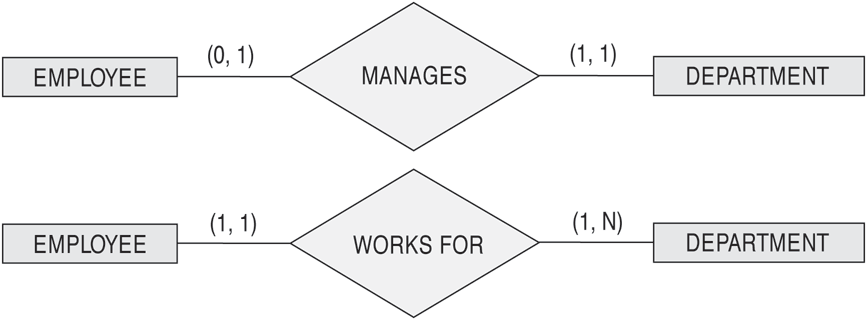 (0, 1) (1, 1)
EMPLOYEE MANAGES DEPARTMENT
(1, 1) (1, N)
EMPLOYEE WORKS FOR DEPARTMENT